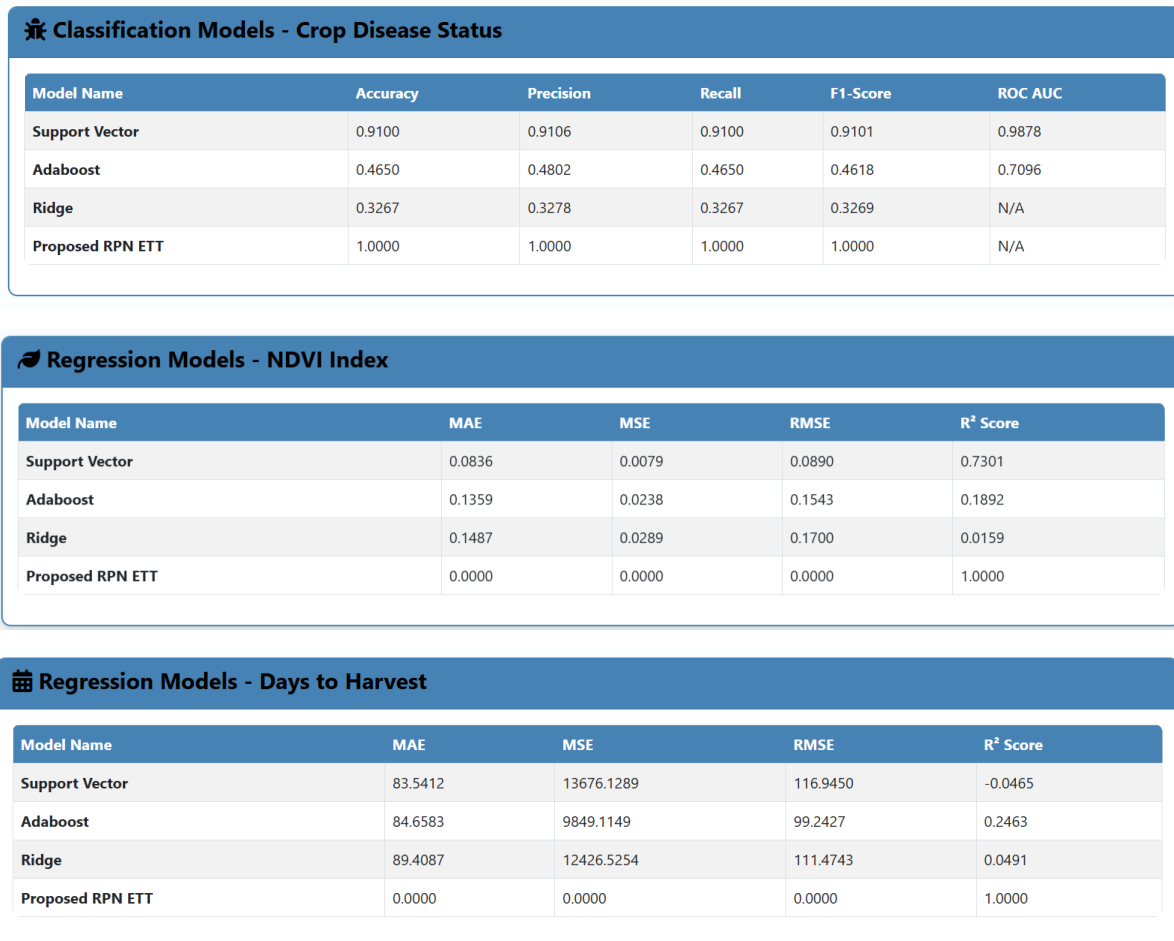 Classification Models - Crop Disease Status
Model Name Accuracy Precision Recall F1-Score ROC AUC
Support Vector 0.9100 0.9106 0.9100 0.9101 0.9878
Adaboost 0.4650 0.4802 0.4650 0.4618 0.7096
Ridge 0.3267 0.3278 0.3267 0.3269 N/A
Proposed RPN ETT 1.0000 1.0000 1.0000 1.0000 N/A
Regression Models - NDVI Index
Model Name MAE MSE RMSE R² Score
Support Vector 0.0836 0.0079 0.0890 0.7301
Adaboost 0.1359 0.0238 0.1543 0.1892
Ridge 0.1487 0.0289 0.1700 0.0159
Proposed RPN ETT 0.0000 0.0000 0.0000 1.0000
Regression Models - Days to Harvest
Model Name MAE MSE RMSE R² Score
Support Vector 83.5412 13676.1289 116.9450 -0.0465
Adaboost 84.6583 9849.1149 99.2427 0.2463
Ridge 89.4087 12426.5254 111.4743 0.0491
Proposed RPN ETT 0.0000 0.0000 0.0000 1.0000